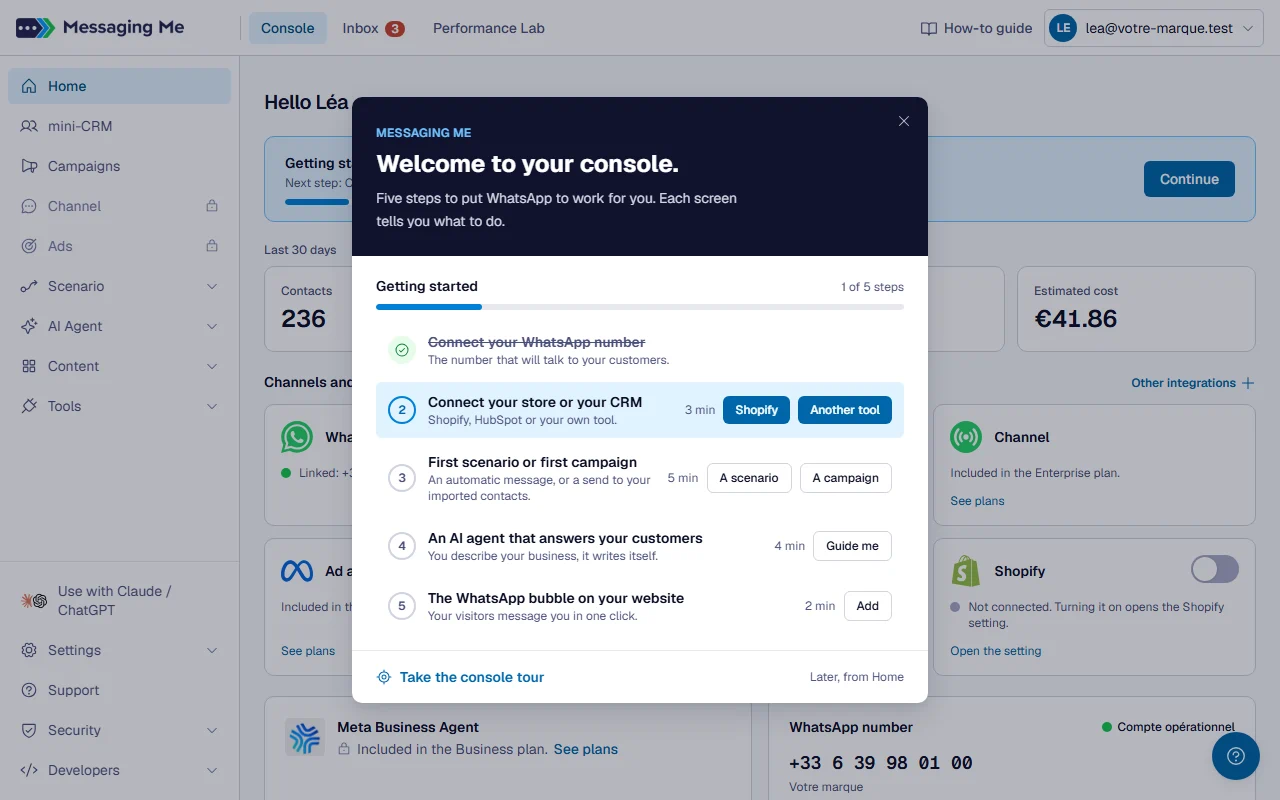 Messaging Me
Console
Inbox 3
Performance Lab
How-to guide
LE lea@votre-marque.test
Home
mini-CRM
Campaigns
Channel
Ads
Scenario
AI Agent
Content
Tools
Use with Claude /
ChatGPT
Settings
Support
Security
Developers
Hello Léa
Getting st
Next step: C
Continue
Last 30 days
Contacts
236
Estimated cost
€41.86
Channels and
Other integrations
Wha
Linked: +3
Channel
Included in the Enterprise plan.
See plans
Ad a
Included in th
See plans
Shopify
Not connected. Turning it on opens the Shopify
setting.
Open the setting
Meta Business Agent
Included in the Business plan. See plans
WhatsApp number
Compte opérationnel
+33 6 39 98 01 00
Votre marque
MESSAGING ME
Welcome to your console.
Five steps to put WhatsApp to work for you. Each screen
tells you what to do.
Getting started
1 of 5 steps
Connect your WhatsApp number
The number that will talk to your customers.
2
Connect your store or your CRM
Shopify, HubSpot or your own tool.
3 min
Shopify
Another tool
3
First scenario or first campaign
An automatic message, or a send to your
imported contacts.
5 min
A scenario
A campaign
4
An AI agent that answers your customers
You describe your business, it writes itself.
4 min
Guide me
5
The WhatsApp bubble on your website
Your visitors message you in one click.
2 min
Add
Take the console tour
Later, from Home